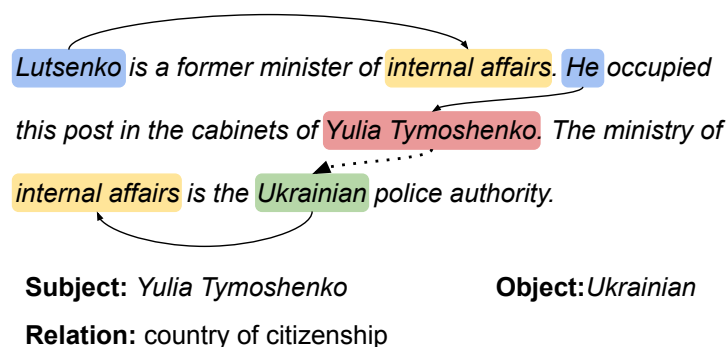 Lutsenko is a former minister of internal affairs. He occupied
this post in the cabinets of Yulia Tymoshenko. The ministry of
internal affairs is the Ukrainian police authority.
Subject: Yulia Tymoshenko Object:Ukrainian
Relation: country of citizenship